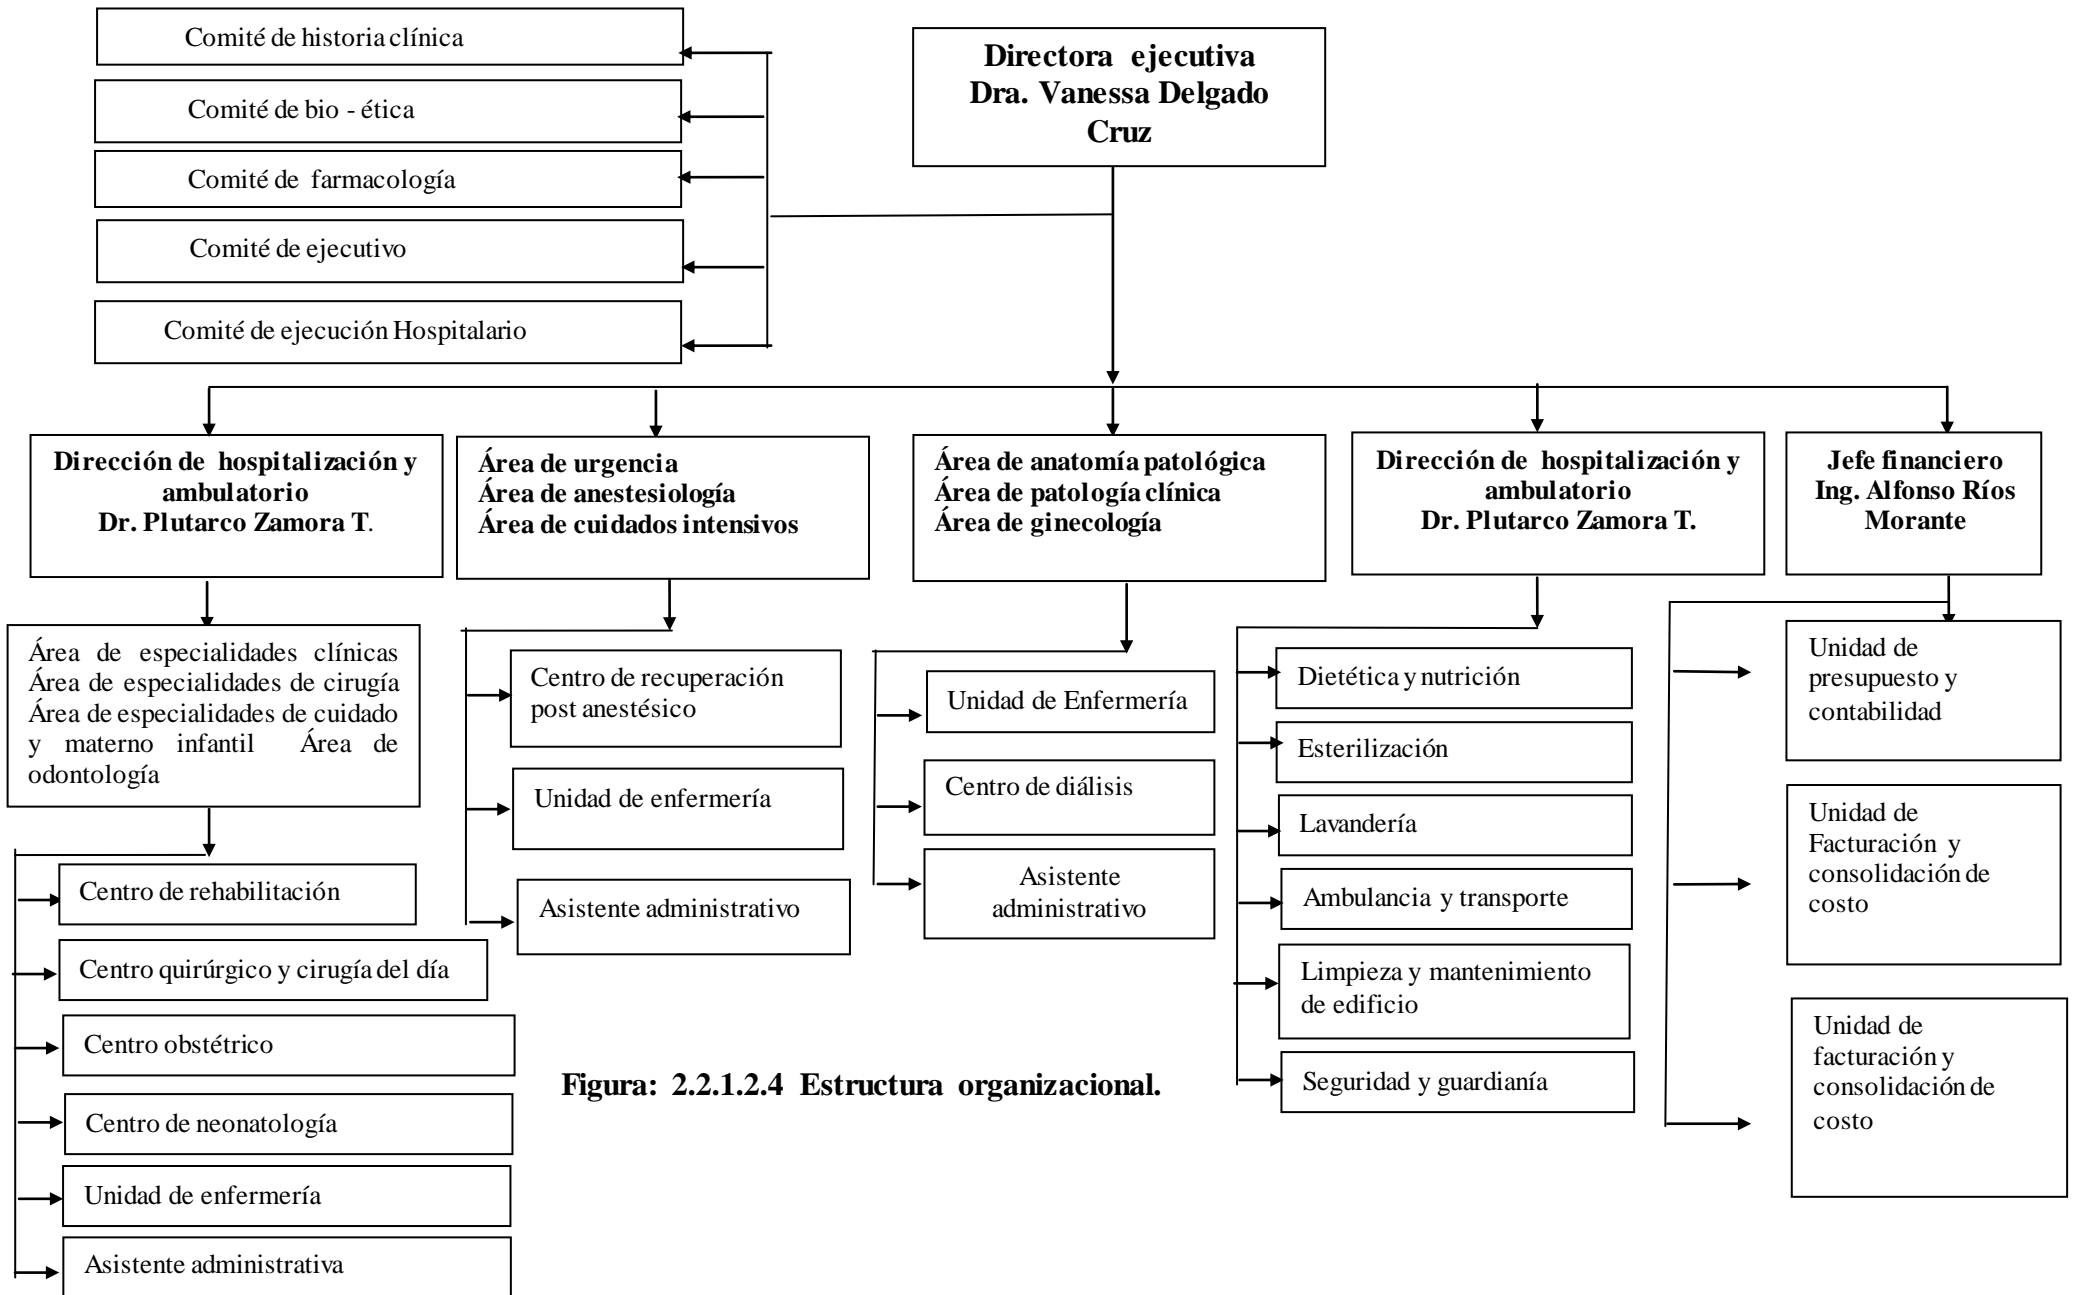 Comité de historia clínica
Comité de bio - ética
Comité de farmacología
Comité de ejecutivo
Comité de ejecución Hospitalario
Directora ejecutiva
Dra. Vanessa Delgado
Cruz
Dirección de hospitalización y
ambulatorio
Dr. Plutarco Zamora T.
Área de urgencia
Área de anestesiología
Área de cuidados intensivos
Área de anatomía patológica
Área de patología clínica
Área de ginecología
Dirección de hospitalización y
ambulatorio
Dr. Plutarco Zamora T.
Jefe financiero
Ing. Alfonso Ríos
Morante
Área de especialidades clínicas
Área de especialidades de cirugía
Área de especialidades de cuidado
y materno infantil Área de
odontología
Centro de rehabilitación
Centro quirúrgico y cirugía del día
Centro obstétrico
Centro de neonatología
Unidad de enfermería
Asistente administrativa
Centro de recuperación
post anestésico
Unidad de enfermería
Asistente administrativo
Unidad de Enfermería
Centro de diálisis
Asistente
administrativo
Dietética y nutrición
Esterilización
Lavandería
Ambulancia y transporte
Limpieza y mantenimiento
de edificio
Seguridad y guardianía
Unidad de
presupuesto y
contabilidad
Unidad de
Facturación y
consolidación de
costo
Unidad de
facturación y
consolidación de
costo
Figura: 2.2.1.2.4 Estructura organizacional.